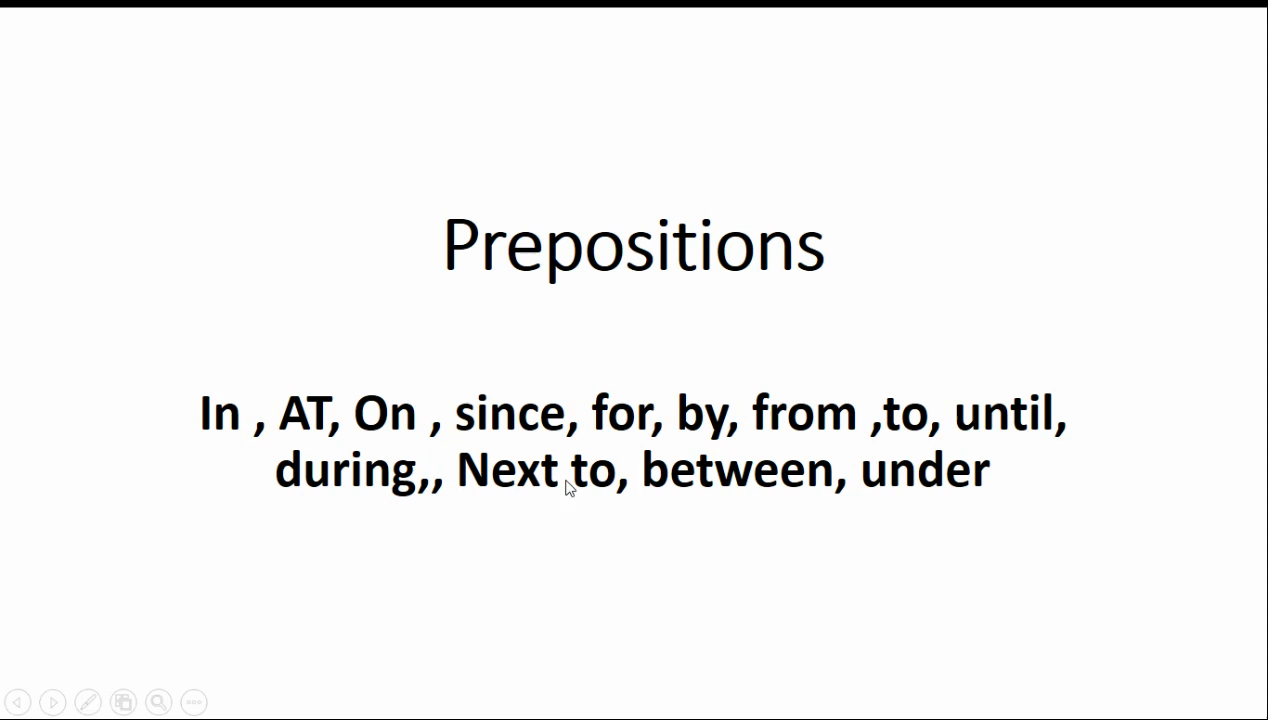 Prepositions
In , AT, On , since, for, by, from ,to, until,
during,, Next to, between, under